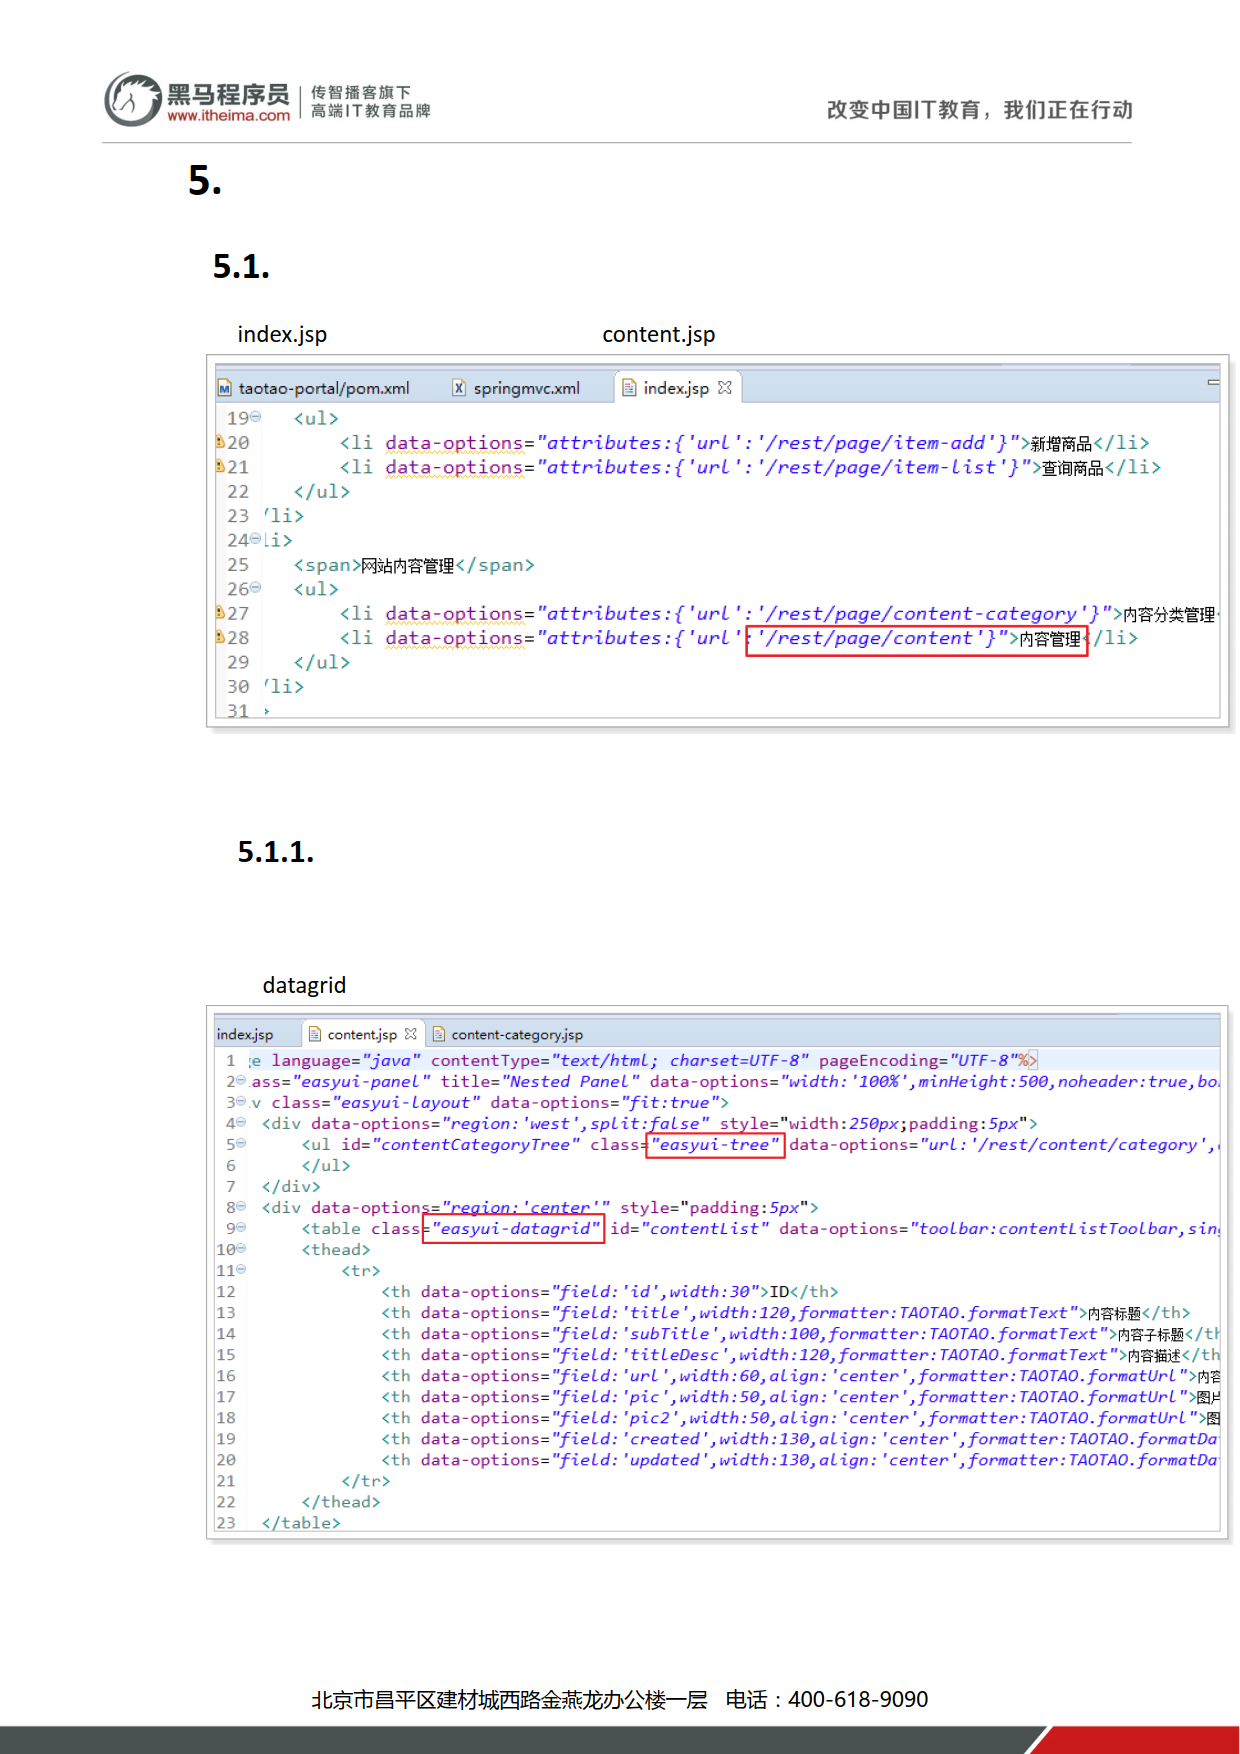 黑马程序员
www.itheima.com
传智播客旗下
高端IT教育品牌
改变中国IT教育，我们正在行动
5.
5.1.
index.jsp content.jsp
taotao-portal/pom.xml springmvc.xml index.jsp
19 <ul>
20 <li data-options="attributes:{'url':'/rest/page/item-add'}">新增商品</li>
21 <li data-options="attributes:{'url':'/rest/page/item-list'}">查询商品</li>
22 </ul>
23 /li>
24 li>
25 <span>网站内容管理</span>
26 <ul>
27 <li data-options="attributes:{'url':'/rest/page/content-category'}">内容分类管理
28 <li data-options="attributes:{'url':'/rest/page/content'}">内容管理</li>
29 </ul>
30 /li>
31 >
5.1.1.
datagrid
index.jsp content.jsp content-category.jsp
1 e language="java" contentType="text/html; charset=UTF-8" pageEncoding="UTF-8"%>
2 ass="easyui-panel" title="Nested Panel" data-options="width:'100%',minHeight:500,noheader:true,bo
3 v class="easyui-layout" data-options="fit:true">
4 <div data-options="region:'west',split:false" style="width:250px;padding:5px">
5 <ul id="contentCategoryTree" class="easyui-tree" data-options="url:'/rest/content/category',
6 </ul>
7 </div>
8 <div data-options="region:'center'" style="padding:5px">
9 <table class="easyui-datagrid" id="contentList" data-options="toolbar:contentListToolbar,sing
10 <thead>
11 <tr>
12 <th data-options="field:'id',width:30">ID</th>
13 <th data-options="field:'title',width:120,formatter:TAOTAO.formatText">内容标题</th>
14 <th data-options="field:'subTitle',width:100,formatter:TAOTAO.formatText">内容子标题</th
15 <th data-options="field:'titleDesc',width:120,formatter:TAOTAO.formatText">内容描述</th
16 <th data-options="field:'url',width:60,align:'center',formatter:TAOTAO.formatUrl">内容
17 <th data-options="field:'pic',width:50,align:'center',formatter:TAOTAO.formatUrl">图片
18 <th data-options="field:'pic2',width:50,align:'center',formatter:TAOTAO.formatUrl">图
19 <th data-options="field:'created',width:130,align:'center',formatter:TAOTAO.formatDa
20 <th data-options="field:'updated',width:130,align:'center',formatter:TAOTAO.formatDa
21 </tr>
22 </thead>
23 </table>
北京市昌平区建材城西路金燕龙办公楼一层 电话：400-618-9090